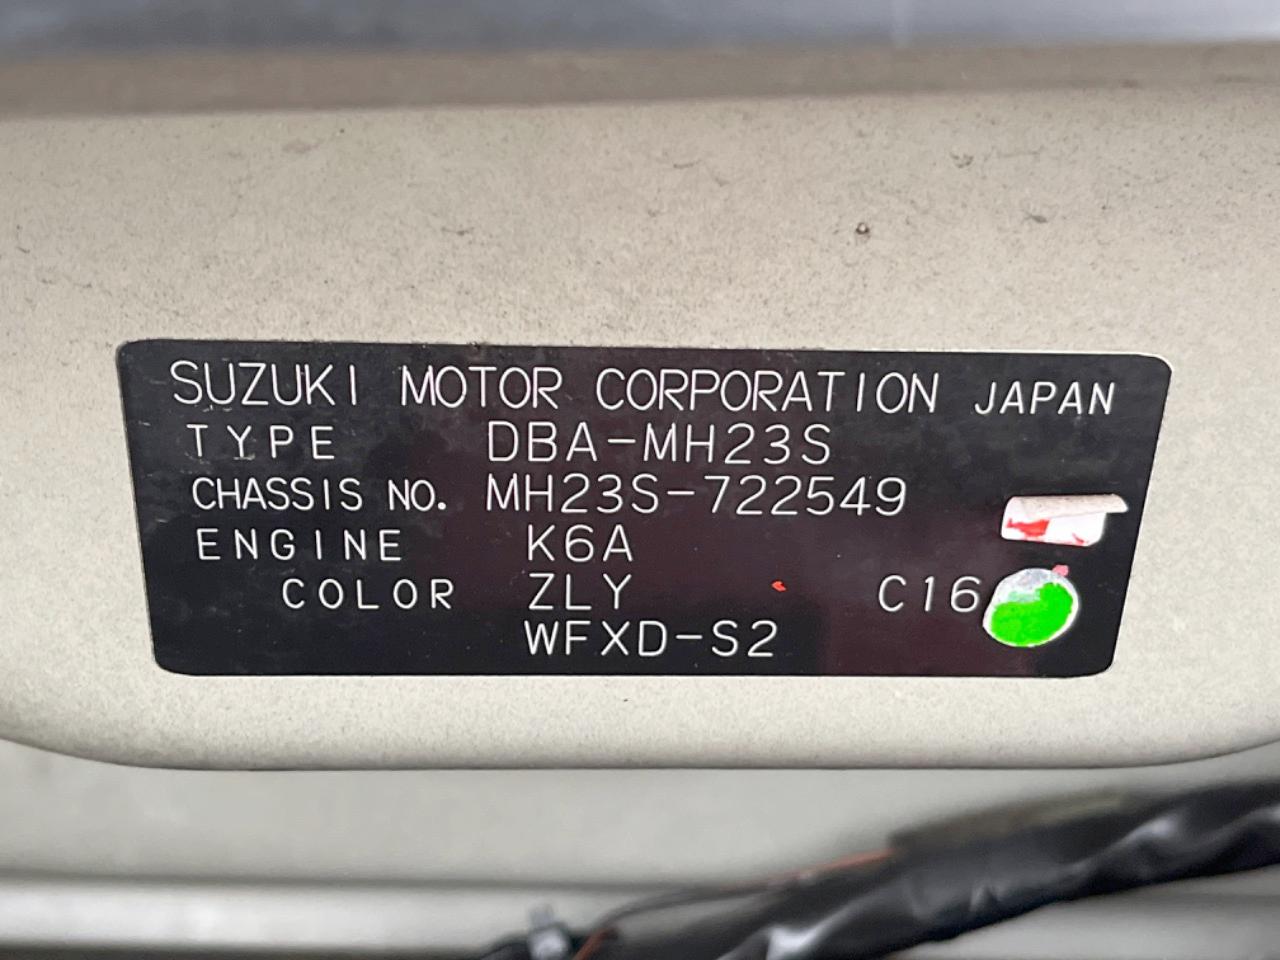 SUZUKI MOTOR CORPORATION JAPAN
TYPE DBA-MH23S
CHASSIS NO. MH23S-722549
ENGINE K6A
COLOR ZLY C16
WFXD-S2